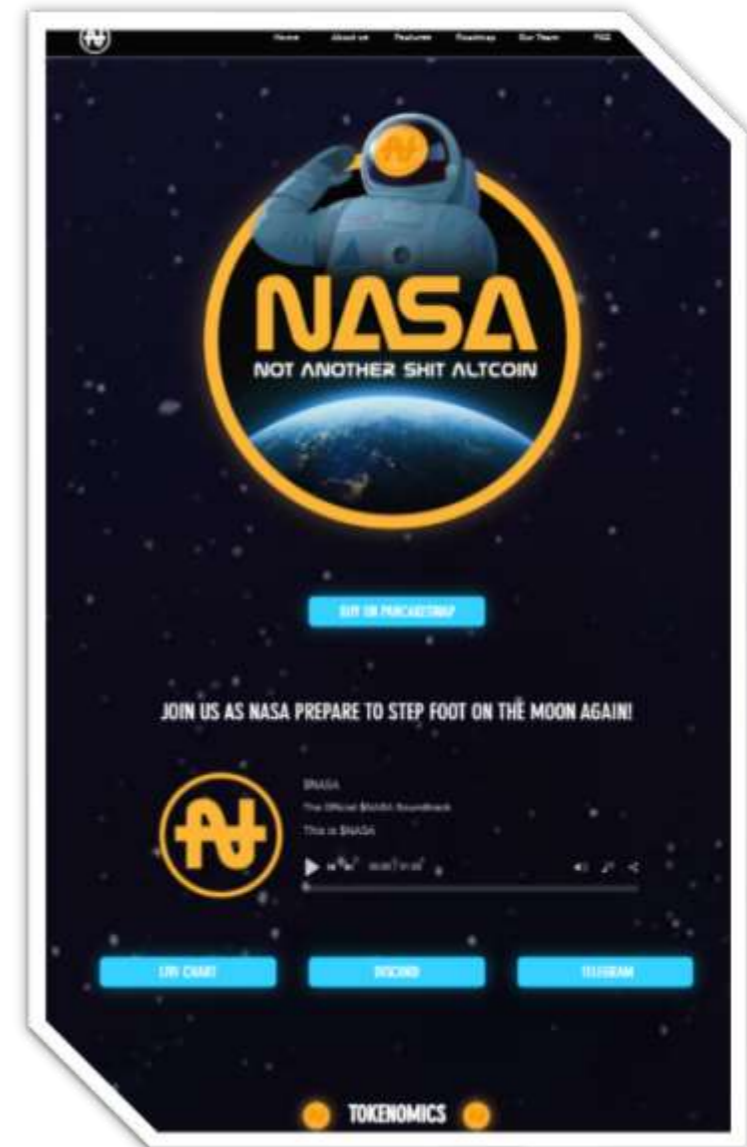 Home About us Features Roadmap Our Team FAQ
NASA
NOT ANOTHER SHIT ALTCOIN
BUY ON PANCAKESWAP
JOIN US AS NASA PREPARE TO STEP FOOT ON THE MOON AGAIN!
$NASA
The Official $NASA Soundtrack
This is $NASA
LIVE CHART DISCORD TELEGRAM
TOKENOMICS